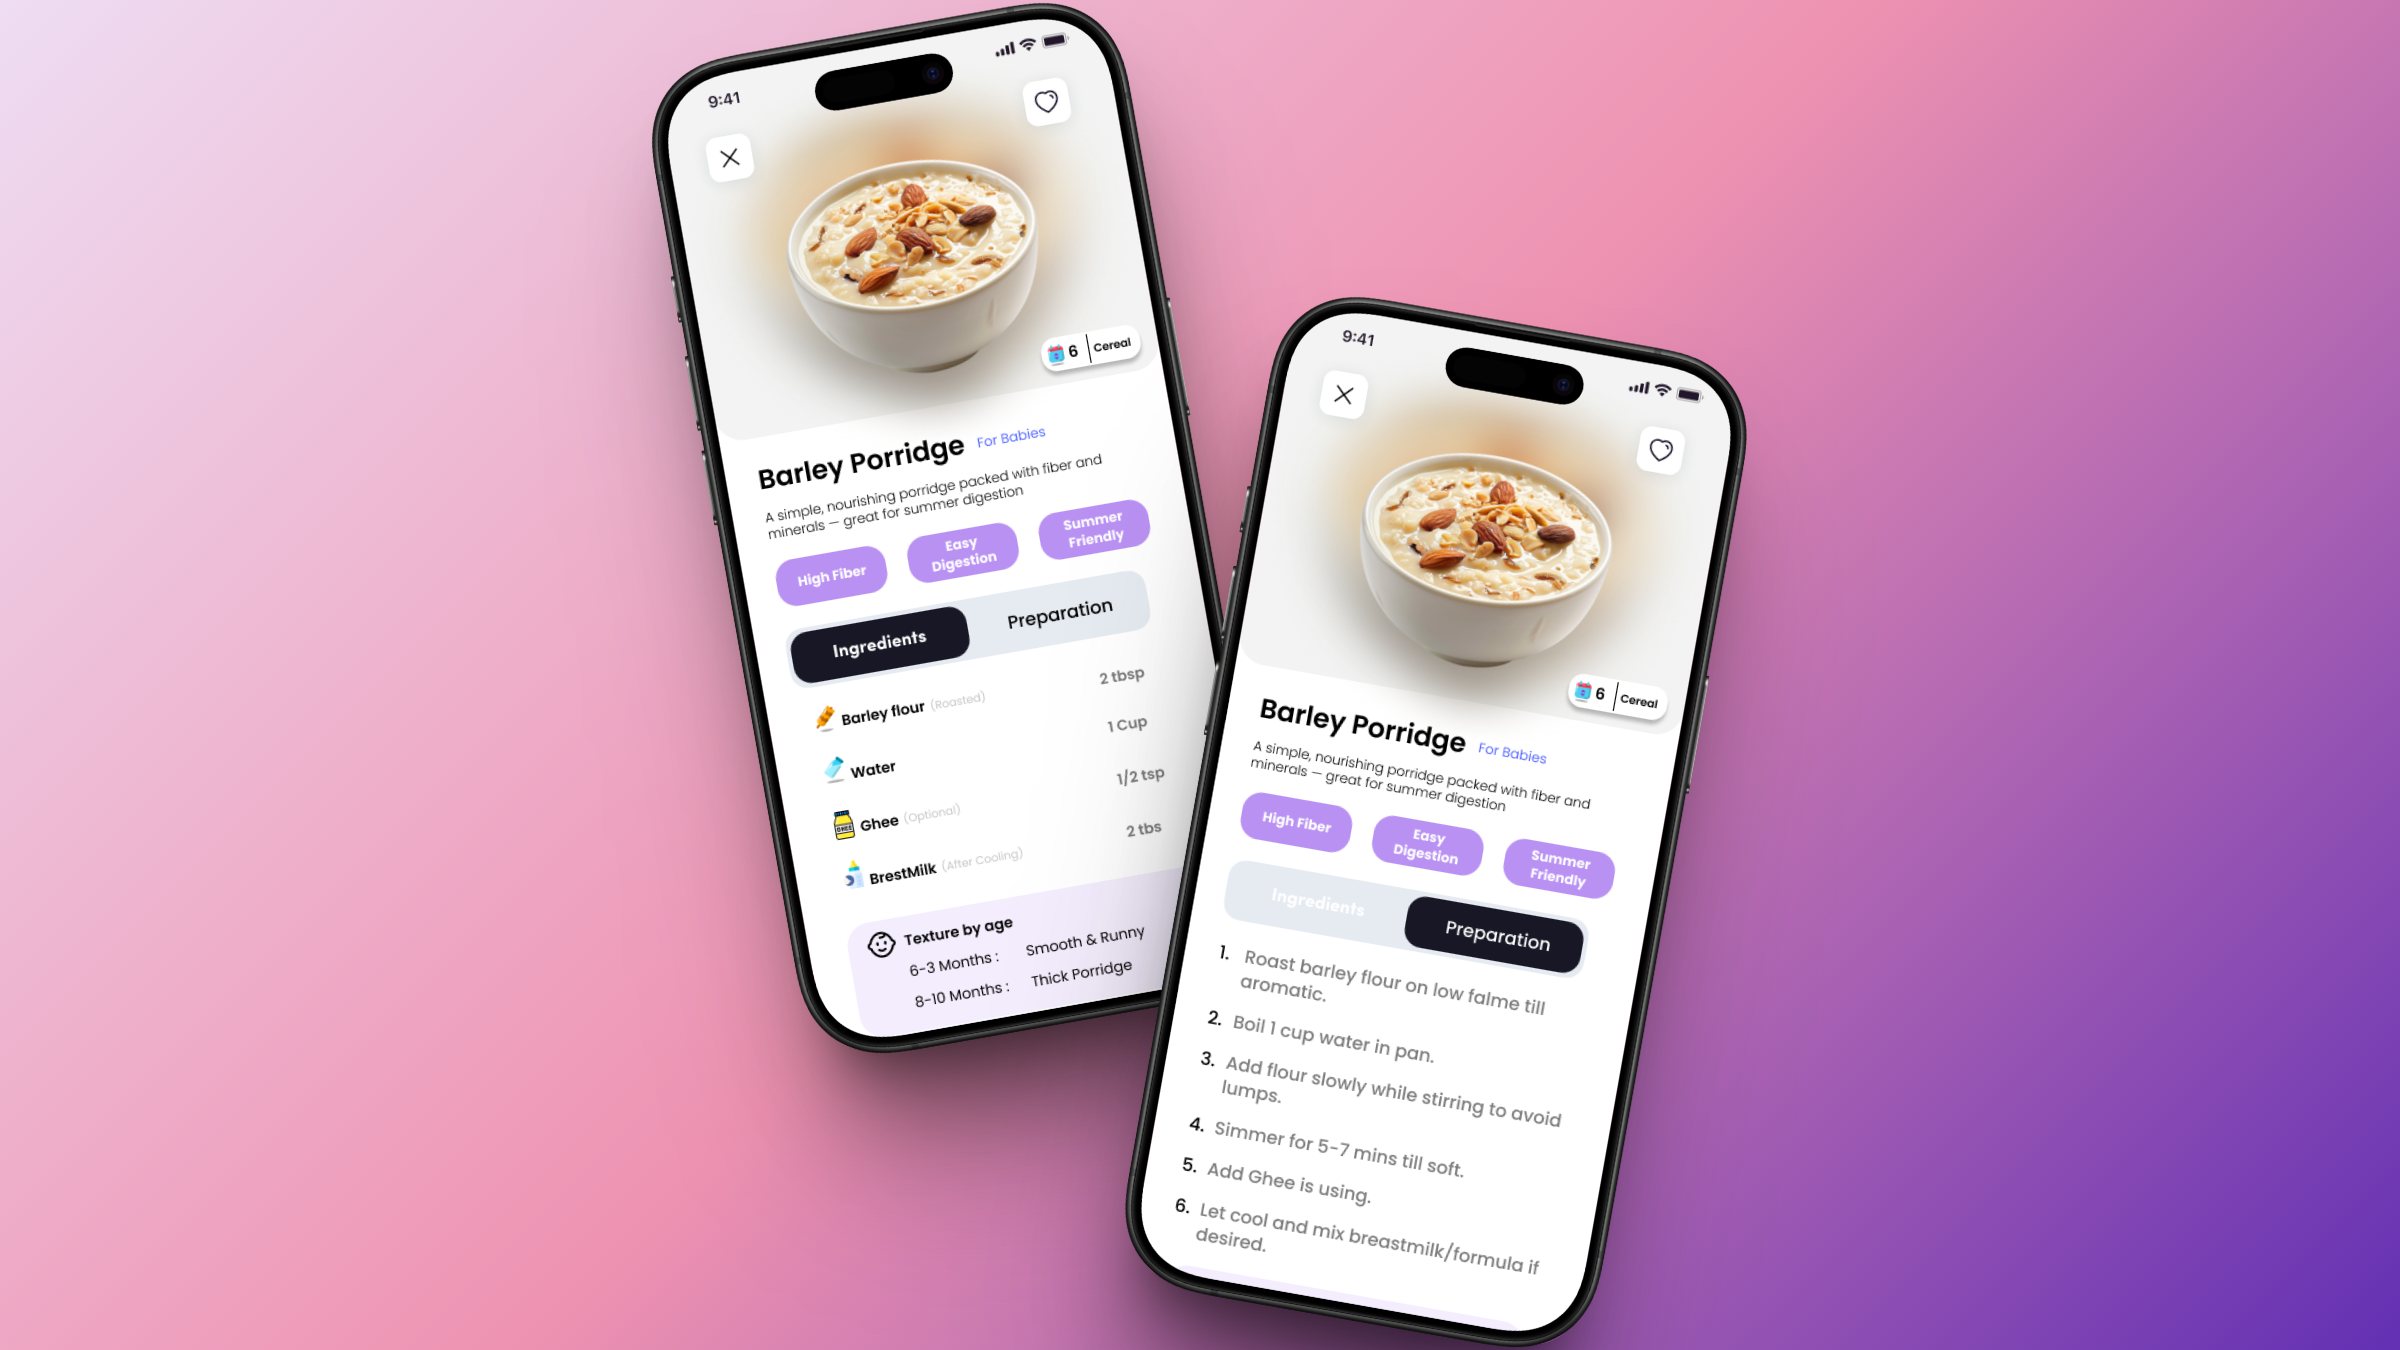 9:41
6 Cereal
Barley Porridge For Babies
A simple, nourishing porridge packed with fiber and
minerals — great for summer digestion
High Fiber
Easy
Digestion
Summer
Friendly
Ingredients
Preparation
Barley flour (Roasted) 2 tbsp
Water 1 Cup
GHEE
Ghee (Optional) 1/2 tsp
BrestMilk (After Cooling) 2 tbs
Texture by age
6-3 Months : Smooth & Runny
8-10 Months : Thick Porridge
9:41
6 Cereal
Barley Porridge For Babies
A simple, nourishing porridge packed with fiber and
minerals — great for summer digestion
High Fiber
Easy
Digestion
Summer
Friendly
Ingredients
Preparation
1. Roast barley flour on low falme till
aromatic.
2. Boil 1 cup water in pan.
3. Add flour slowly while stirring to avoid
lumps.
4. Simmer for 5-7 mins till soft.
5. Add Ghee is using.
6. Let cool and mix breastmilk/formula if
desired.